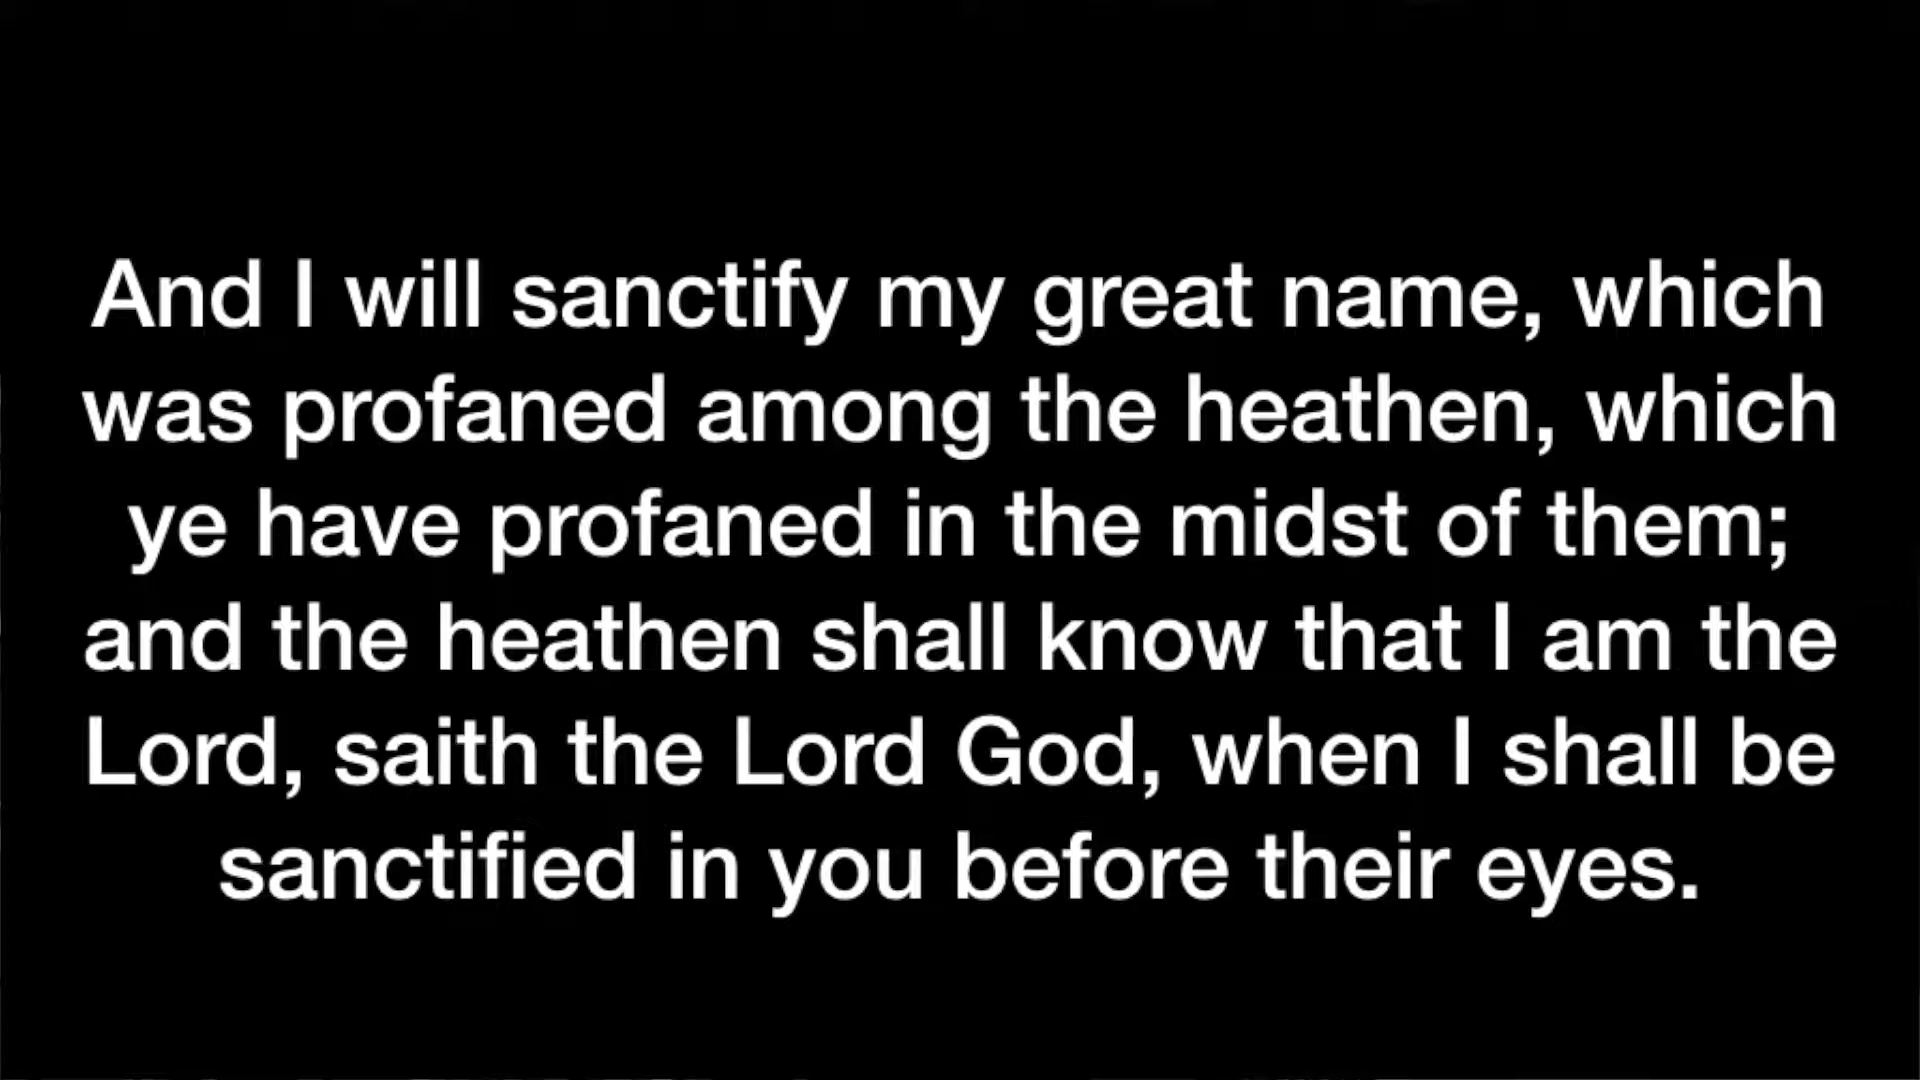 And I will sanctify my great name, which
was profaned among the heathen, which
ye have profaned in the midst of them;
and the heathen shall know that I am the
Lord, saith the Lord God, when I shall be
sanctified in you before their eyes.